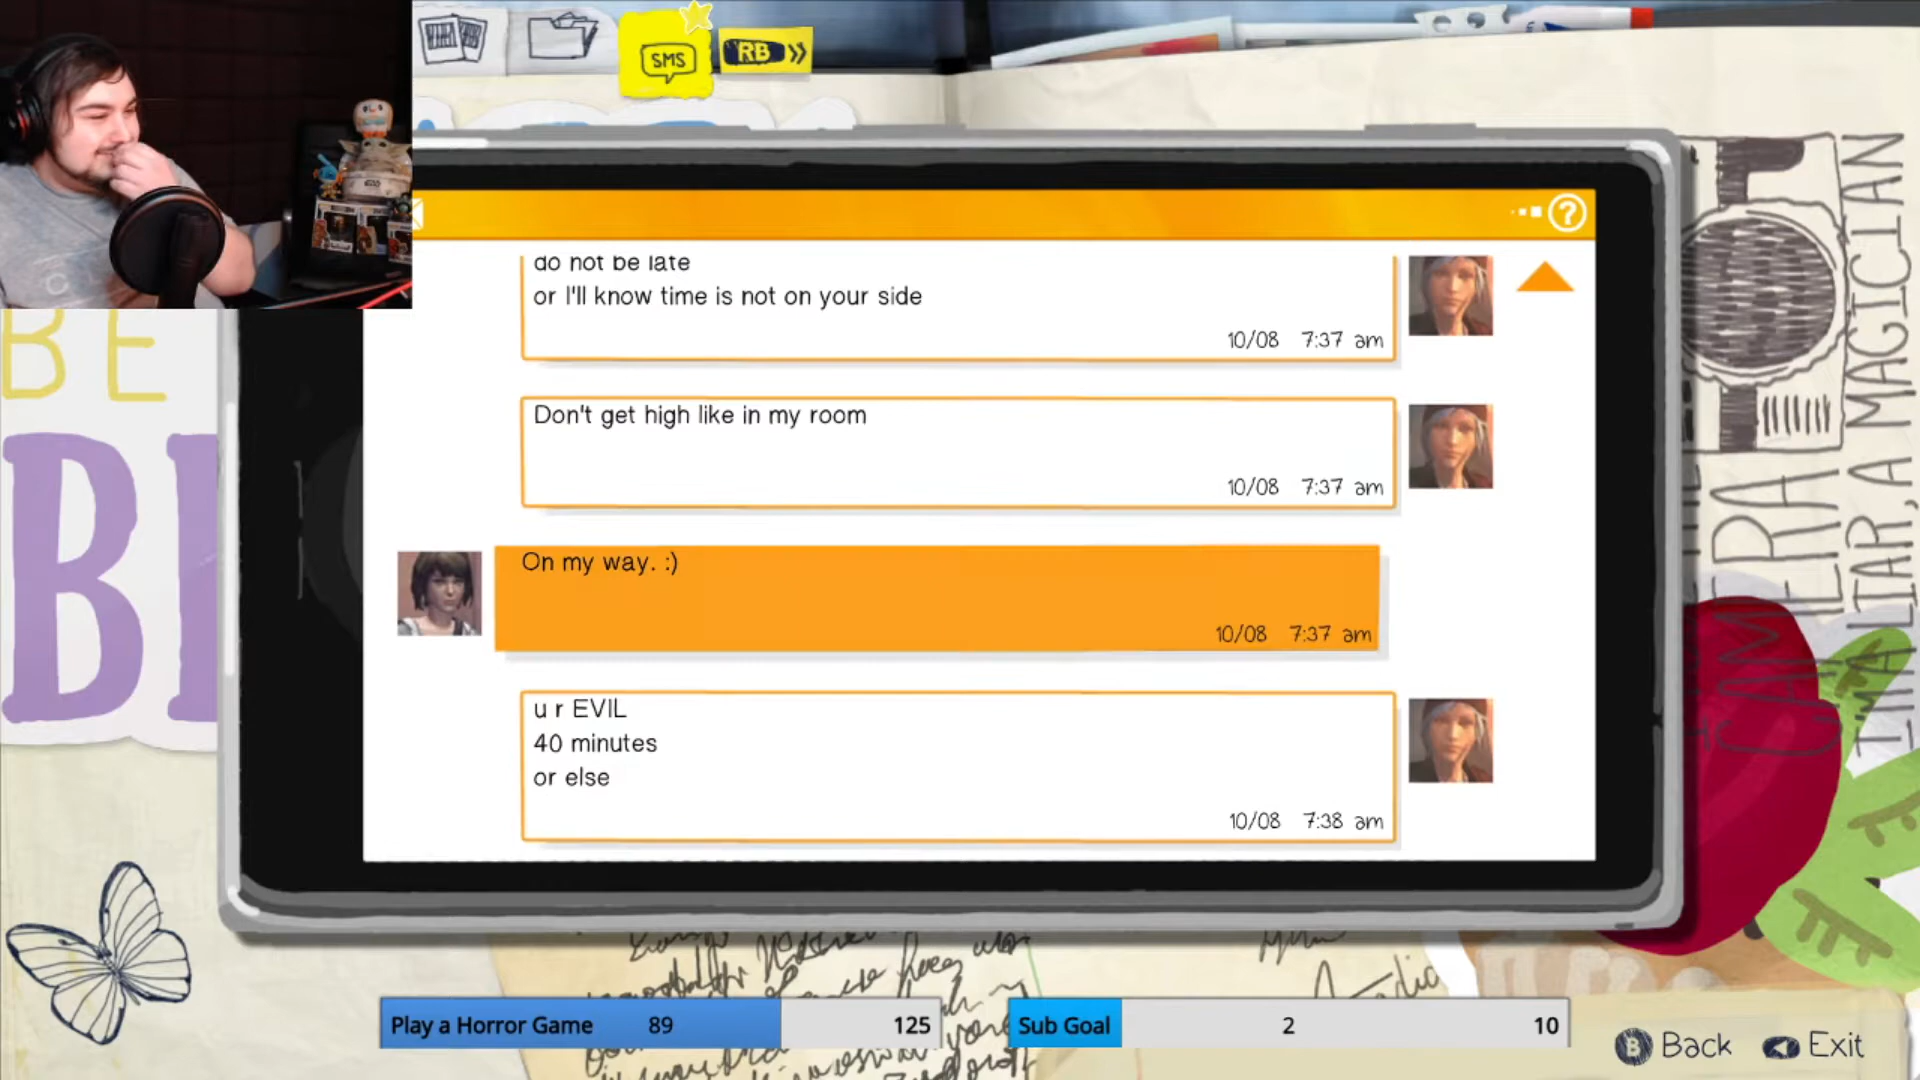 SMS
RB
do not be late
or I'll know time is not on your side
10/08 7:37 am
Don't get high like in my room
10/08 7:37 am
On my way. :)
10/08 7:37 am
u r EVIL
40 minutes
or else
10/08 7:38 am
BE
CAMERA
LIAR, A MAGICIAN
Play a Horror Game 89 125
Sub Goal 2 10
B Back
Exit